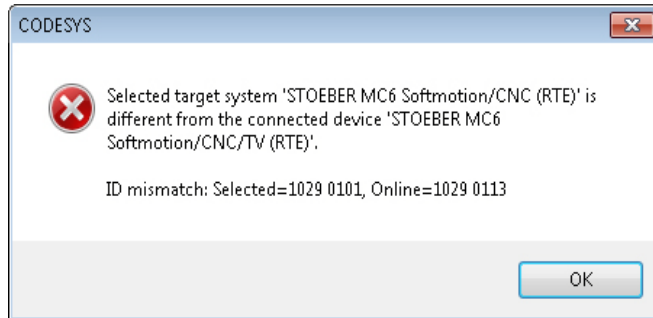 CODESYS
Selected target system 'STOEBER MC6 Softmotion/CNC (RTE)' is
different from the connected device 'STOEBER MC6
Softmotion/CNC/TV (RTE)'.
ID mismatch: Selected=1029 0101, Online=1029 0113
OK